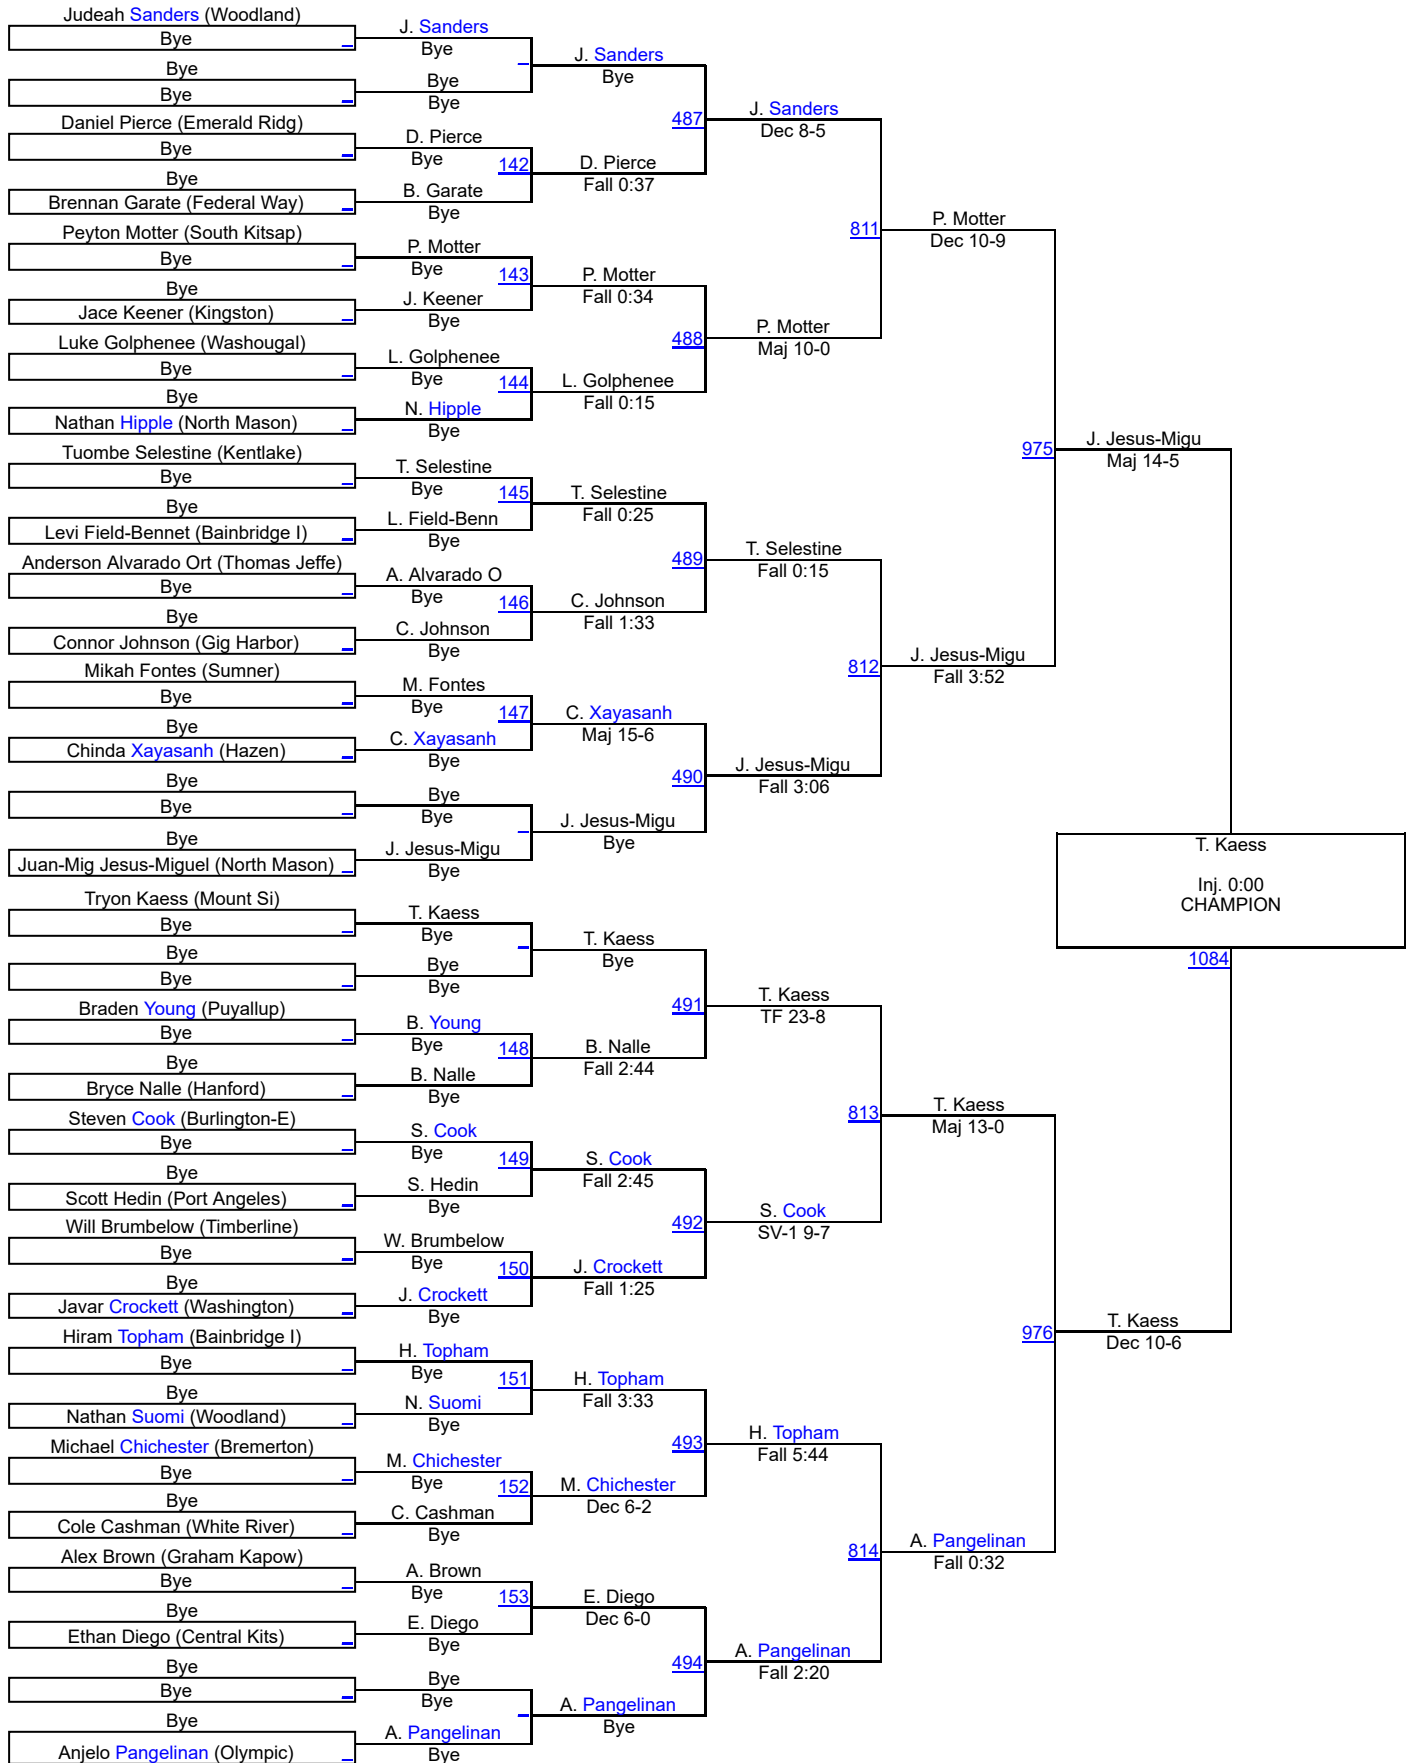 Judeah Sanders (Woodland)
Bye
Bye
Bye
Daniel Pierce (Emerald Ridg)
Bye
Bye
Brennan Garate (Federal Way)
Peyton Motter (South Kitsap)
Bye
Bye
Jace Keener (Kingston)
Luke Golphenee (Washougal)
Bye
Bye
Nathan Hipple (North Mason)
Tuombe Selestine (Kentlake)
Bye
Bye
Levi Field-Bennet (Bainbridge I)
Anderson Alvarado Ort (Thomas Jeffe)
Bye
Bye
Connor Johnson (Gig Harbor)
Mikah Fontes (Sumner)
Bye
Bye
Chinda Xayasanh (Hazen)
Bye
Bye
Bye
Juan-Mig Jesus-Miguel (North Mason)
Tryon Kaess (Mount Si)
Bye
Bye
Bye
Braden Young (Puyallup)
Bye
Bye
Bryce Nalle (Hanford)
Steven Cook (Burlington-E)
Bye
Bye
Scott Hedin (Port Angeles)
Will Brumbelow (Timberline)
Bye
Bye
Javar Crockett (Washington)
Hiram Topham (Bainbridge I)
Bye
Bye
Nathan Suomi (Woodland)
Michael Chichester (Bremerton)
Bye
Bye
Cole Cashman (White River)
Alex Brown (Graham Kapow)
Bye
Bye
Ethan Diego (Central Kits)
Bye
Bye
Bye
Anjelo Pangelinan (Olympic)
J. Sanders
Bye
Bye
Bye
D. Pierce
Bye
142
B. Garate
Bye
P. Motter
Bye
143
J. Keener
Bye
L. Golphenee
Bye
144
N. Hipple
Bye
T. Selestine
Bye
145
L. Field-Benn
Bye
A. Alvarado O
Bye
146
C. Johnson
Bye
M. Fontes
Bye
147
C. Xayasanh
Bye
Bye
Bye
J. Jesus-Migu
Bye
T. Kaess
Bye
Bye
Bye
B. Young
Bye
148
B. Nalle
Bye
S. Cook
Bye
149
S. Hedin
Bye
W. Brumbelow
Bye
150
J. Crockett
Bye
H. Topham
Bye
151
N. Suomi
Bye
M. Chichester
Bye
152
C. Cashman
Bye
A. Brown
Bye
153
E. Diego
Bye
Bye
Bye
A. Pangelinan
Bye
J. Sanders
Bye
487
D. Pierce
Fall 0:37
P. Motter
Fall 0:34
488
L. Golphenee
Fall 0:15
T. Selestine
Fall 0:25
489
C. Johnson
Fall 1:33
C. Xayasanh
Maj 15-6
490
J. Jesus-Migu
Bye
T. Kaess
Bye
491
B. Nalle
Fall 2:44
S. Cook
Fall 2:45
492
J. Crockett
Fall 1:25
H. Topham
Fall 3:33
493
M. Chichester
Dec 6-2
E. Diego
Dec 6-0
494
A. Pangelinan
Bye
J. Sanders
Dec 8-5
811
P. Motter
Maj 10-0
T. Selestine
Fall 0:15
812
J. Jesus-Migu
Fall 3:06
T. Kaess
TF 23-8
813
S. Cook
SV-1 9-7
H. Topham
Fall 5:44
814
A. Pangelinan
Fall 2:20
P. Motter
Dec 10-9
975
J. Jesus-Migu
Fall 3:52
T. Kaess
Maj 13-0
976
A. Pangelinan
Fall 0:32
J. Jesus-Migu
Maj 14-5
T. Kaess
Inj. 0:00
CHAMPION
1084
T. Kaess
Dec 10-6